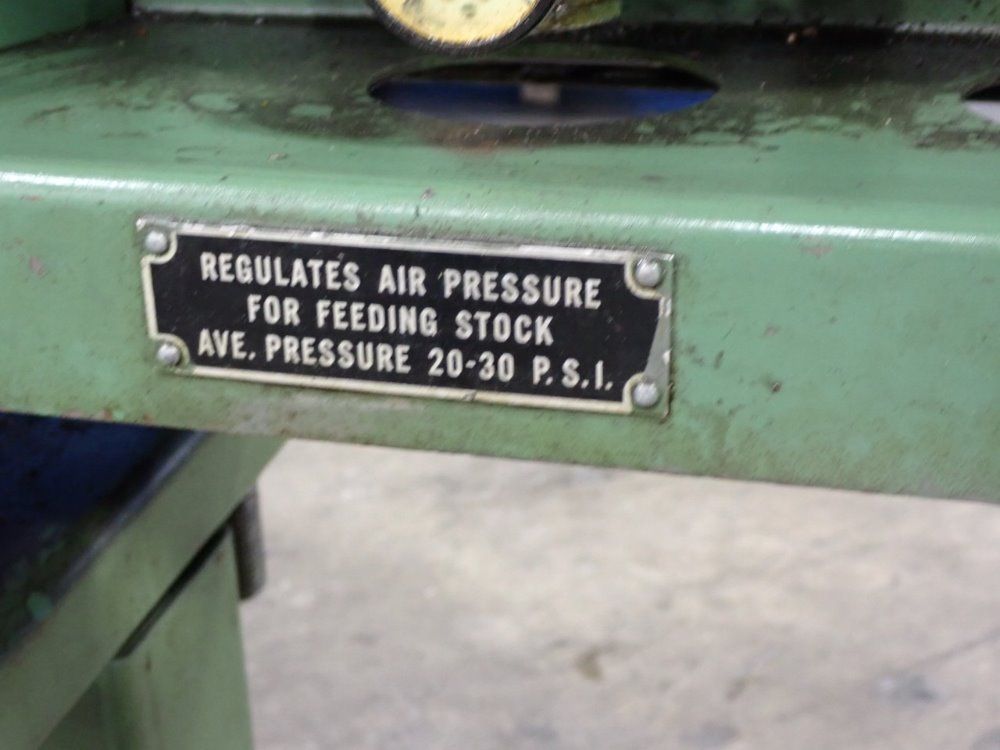 REGULATES AIR PRESSURE
FOR FEEDING STOCK
AVE. PRESSURE 20-30 P.S.I.